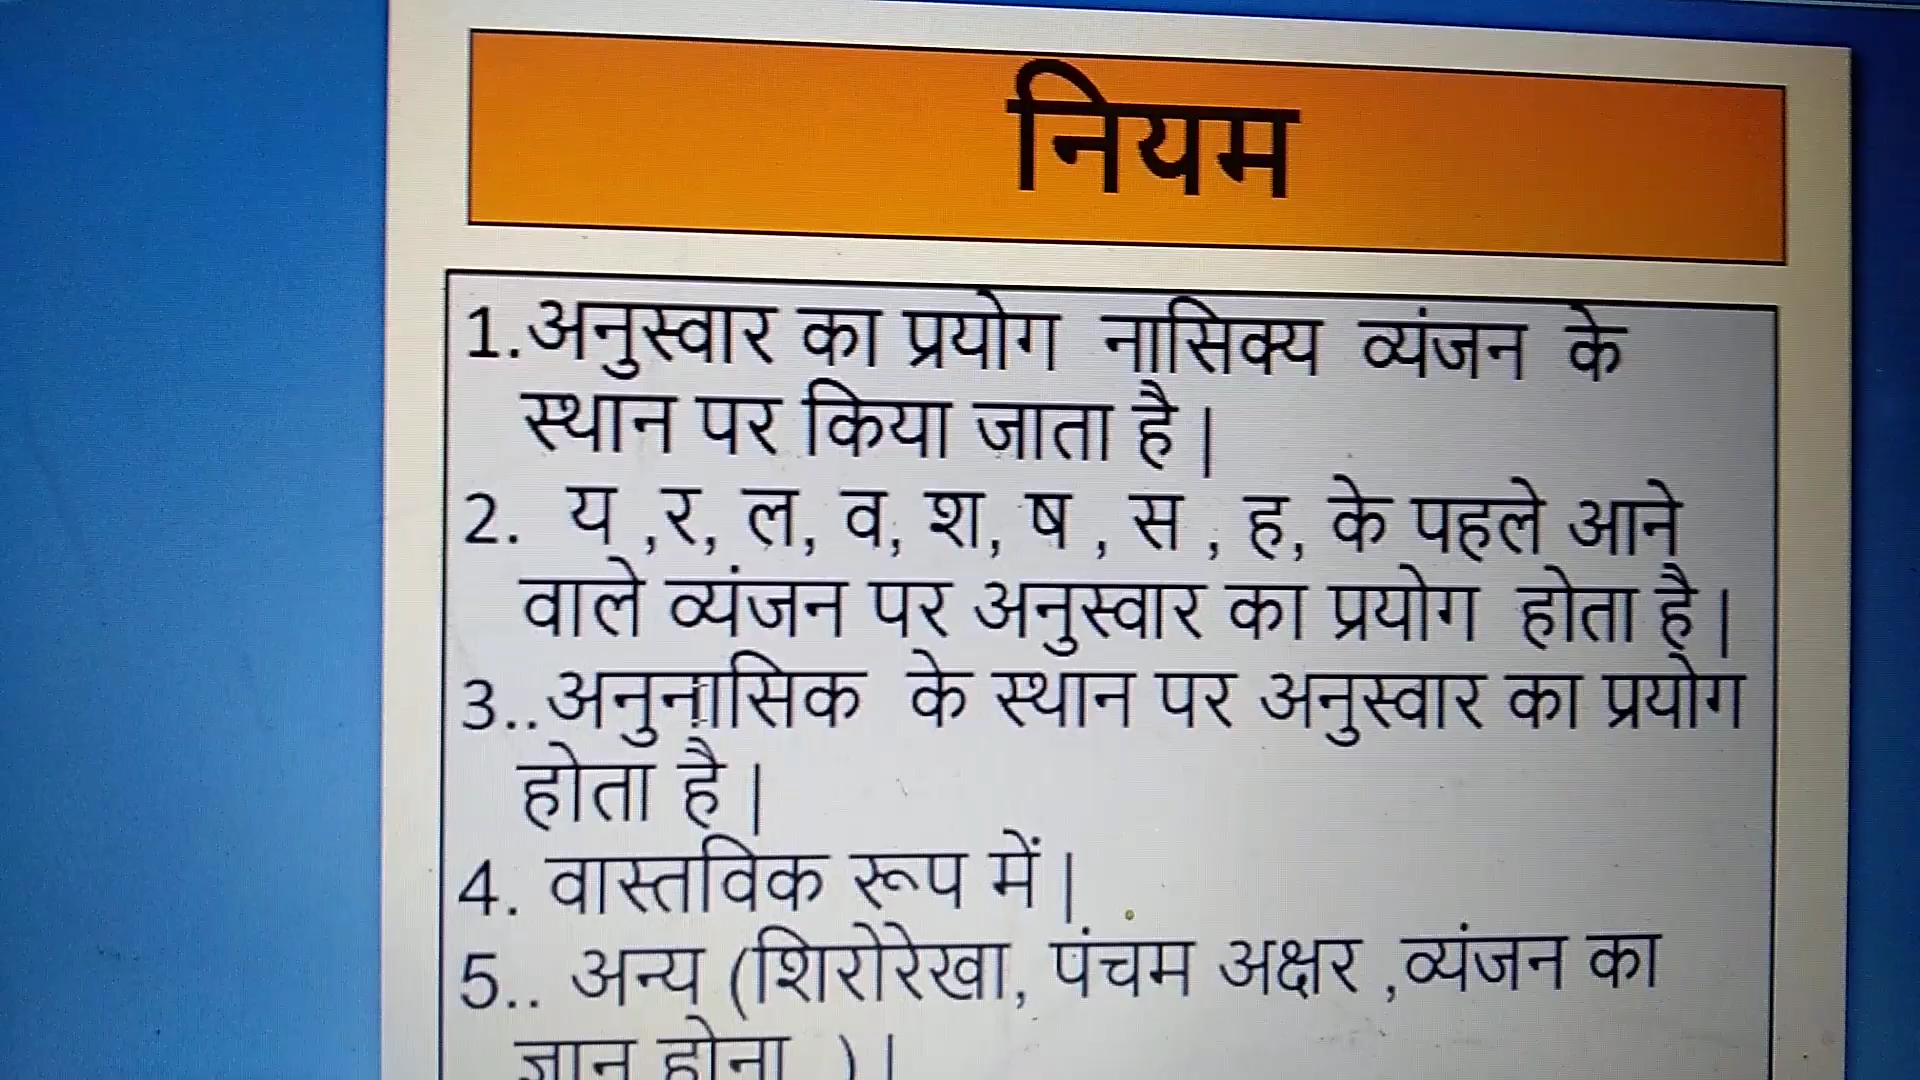 नियम
1.अनुस्वार का प्रयोग नासिक्य व्यंजन के
स्थान पर किया जाता है |
2. य ,र, ल, व, श, ष , स , ह, के पहले आने
वाले व्यंजन पर अनुस्वार का प्रयोग होता है |
3..अनुनासिक के स्थान पर अनुस्वार का प्रयोग
होता है |
4. वास्तविक रूप में |
5.. अन्य (शिरोरेखा, पंचम अक्षर ,व्यंजन का
ज्ञान होना ) |